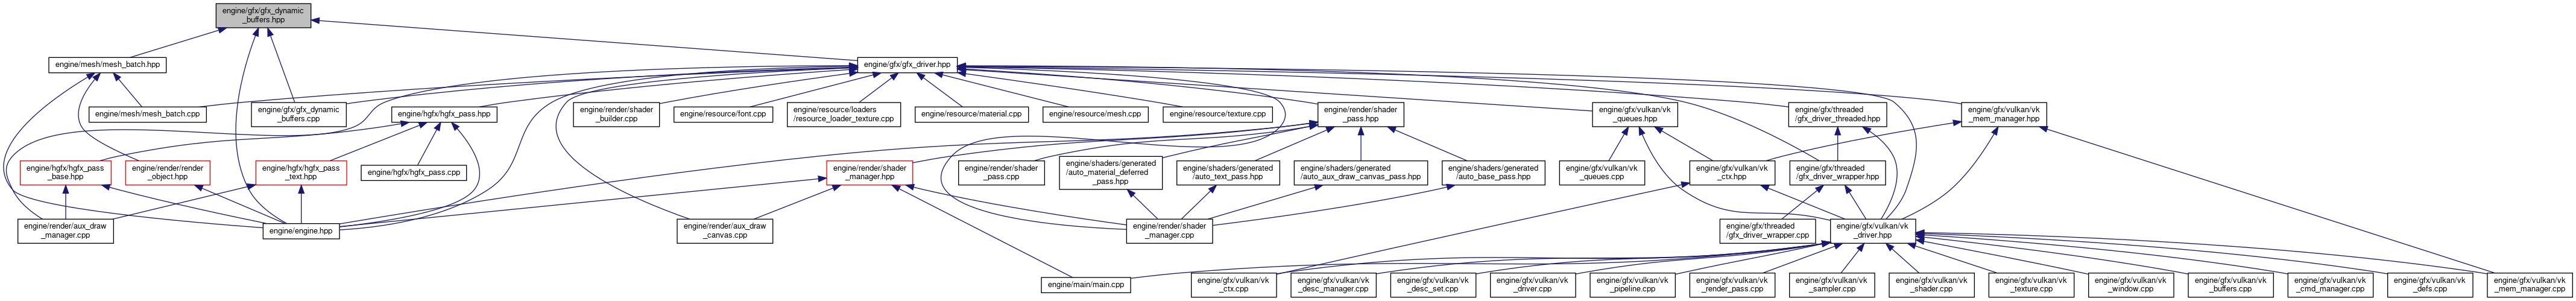 engine/gfx/gfx_dynamic
_buffers.hpp
engine/mesh/mesh_batch.hpp
engine/gfx/gfx_driver.hpp
engine/mesh/mesh_batch.cpp
engine/gfx/gfx_dynamic
_buffers.cpp
engine/hgfx/hgfx_pass.hpp
engine/render/shader
_builder.cpp
engine/resource/font.cpp
engine/resource/loaders
/resource_loader_texture.cpp
engine/resource/material.cpp
engine/resource/mesh.cpp
engine/resource/texture.cpp
engine/render/shader
_pass.hpp
engine/gfx/vulkan/vk
_queues.hpp
engine/gfx/threaded
/gfx_driver_threaded.hpp
engine/gfx/vulkan/vk
_mem_manager.hpp
engine/hgfx/hgfx_pass
_base.hpp
engine/render/render
_object.hpp
engine/hgfx/hgfx_pass
_text.hpp
engine/hgfx/hgfx_pass.cpp
engine/render/shader
_manager.hpp
engine/render/shader
_pass.cpp
engine/shaders/generated
/auto_material_deferred
_pass.hpp
engine/shaders/generated
/auto_text_pass.hpp
engine/shaders/generated
/auto_aux_draw_canvas_pass.hpp
engine/shaders/generated
/auto_base_pass.hpp
engine/gfx/vulkan/vk
_queues.cpp
engine/gfx/vulkan/vk
_ctx.hpp
engine/gfx/threaded
/gfx_driver_wrapper.hpp
engine/render/aux_draw
_manager.cpp
engine/engine.hpp
engine/render/aux_draw
_canvas.cpp
engine/render/shader
_manager.cpp
engine/gfx/threaded
/gfx_driver_wrapper.cpp
engine/gfx/vulkan/vk
_driver.hpp
engine/main/main.cpp
engine/gfx/vulkan/vk
_ctx.cpp
engine/gfx/vulkan/vk
_desc_manager.cpp
engine/gfx/vulkan/vk
_desc_set.cpp
engine/gfx/vulkan/vk
_driver.cpp
engine/gfx/vulkan/vk
_pipeline.cpp
engine/gfx/vulkan/vk
_render_pass.cpp
engine/gfx/vulkan/vk
_sampler.cpp
engine/gfx/vulkan/vk
_shader.cpp
engine/gfx/vulkan/vk
_texture.cpp
engine/gfx/vulkan/vk
_window.cpp
engine/gfx/vulkan/vk
_buffers.cpp
engine/gfx/vulkan/vk
_cmd_manager.cpp
engine/gfx/vulkan/vk
_defs.cpp
engine/gfx/vulkan/vk
_mem_manager.cpp